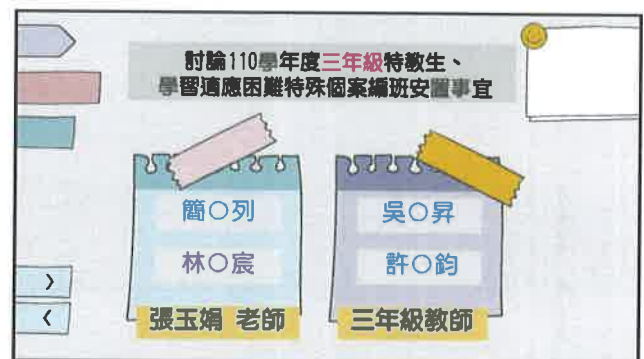 討論110學年度三年級特教生、
學習適應困難特殊個案編班安置事宜
簡○列
林○宸
張玉娟 老師
吳○昇
許○鈞
三年級教師